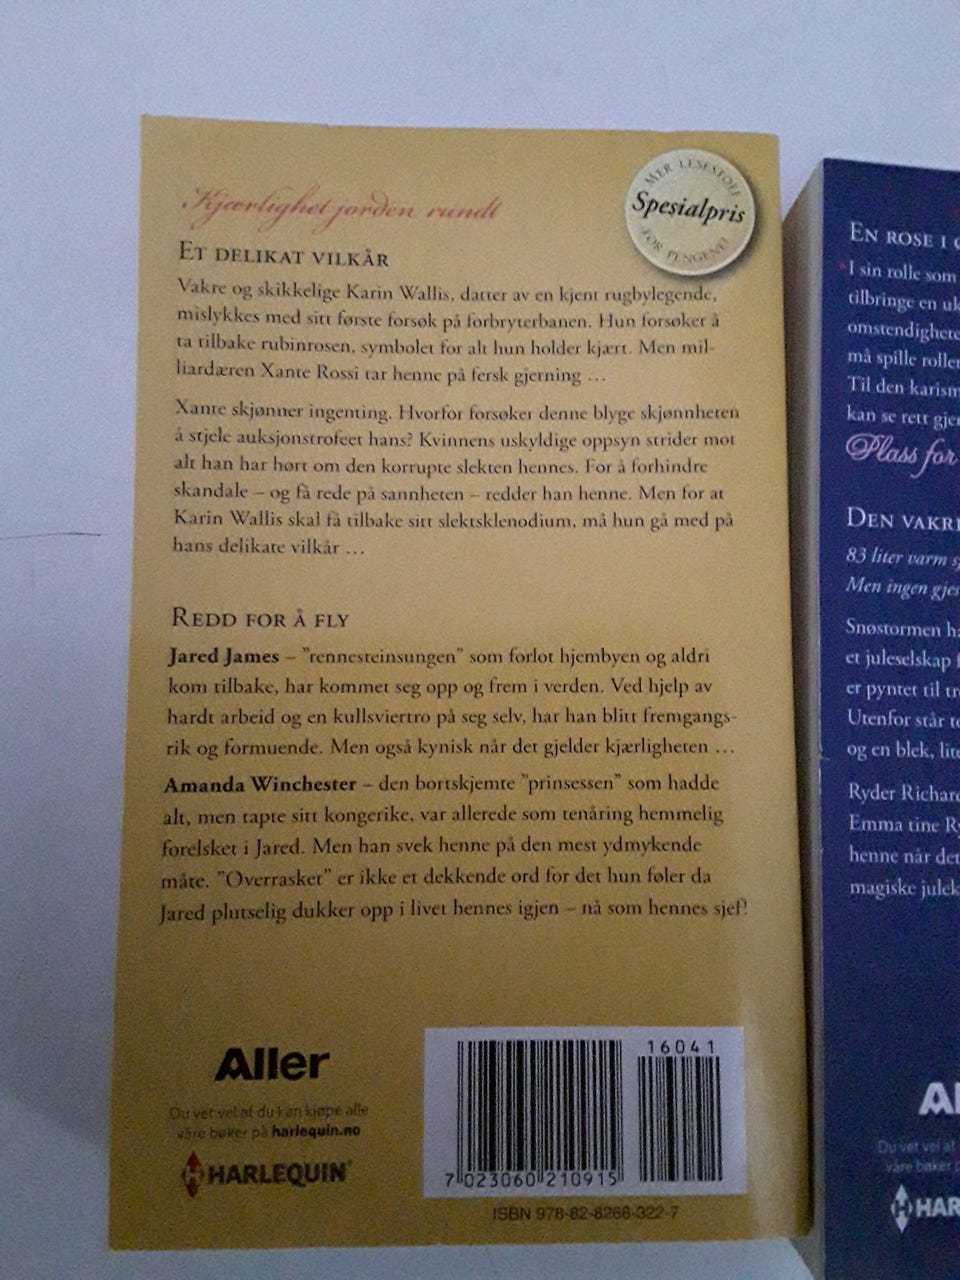 Kjærlighet jorden rundt
MER LESESTOFF
Spesialpris
FOR PENGENE!
ET DELIKAT VILKÅR
Vakre og skikkelige Karin Wallis, datter av en kjent rugbylegende,
mislykkes med sitt første forsøk på forbryterbanen. Hun forsøker å
ta tilbake rubinrosen, symbolet for alt hun holder kjært. Men mil-
liardæren Xante Rossi tar henne på fersk gjerning ...
Xante skjønner ingenting. Hvorfor forsøker denne blyge skjønnheten
å stjele auksjonstrofeet hans? Kvinnens uskyldige oppsyn strider mot
alt han har hørt om den korrupte slekten hennes. For å forhindre
skandale – og få rede på sannheten – redder han henne. Men for at
Karin Wallis skal få tilbake sitt slektsklenodium, må hun gå med på
hans delikate vilkår ...
REDD FOR Å FLY
Jared James – "rennesteinsungen" som forlot hjembyen og aldri
kom tilbake, har kommet seg opp og frem i verden. Ved hjelp av
hardt arbeid og en kullsviertro på seg selv, har han blitt fremgangs-
rik og formuende. Men også kynisk når det gjelder kjærligheten ...
Amanda Winchester – den bortskjemte "prinsessen" som hadde
alt, men tapte sitt kongerike, var allerede som tenåring hemmelig
forelsket i Jared. Men han svek henne på den mest ydmykende
måte. "Overrasket" er ikke et dekkende ord for det hun føler da
Jared plutselig dukker opp i livet hennes igjen – nå som hennes sjef!
Aller
Du vet vel at du kan kjøpe alle
våre bøker på harlequin.no
HARLEQUIN
16041
7 023060 210915
ISBN 978-82-8268-322-7
EN ROSE I
I sin rolle som
tilbringe en uk
omstendighete
må spille rollen
Til den karism
kan se rett gjen
Plass for
DEN VAKRE
83 liter varm
Men ingen gjes
Snøstormen ha
et juleselskap
er pyntet til tr
Utenfor står
og en blek, lite
Ryder Richard
Emma tine Ry
henne når det
magiske julek
Al
Du vet vel at
våre bøker p
HAR